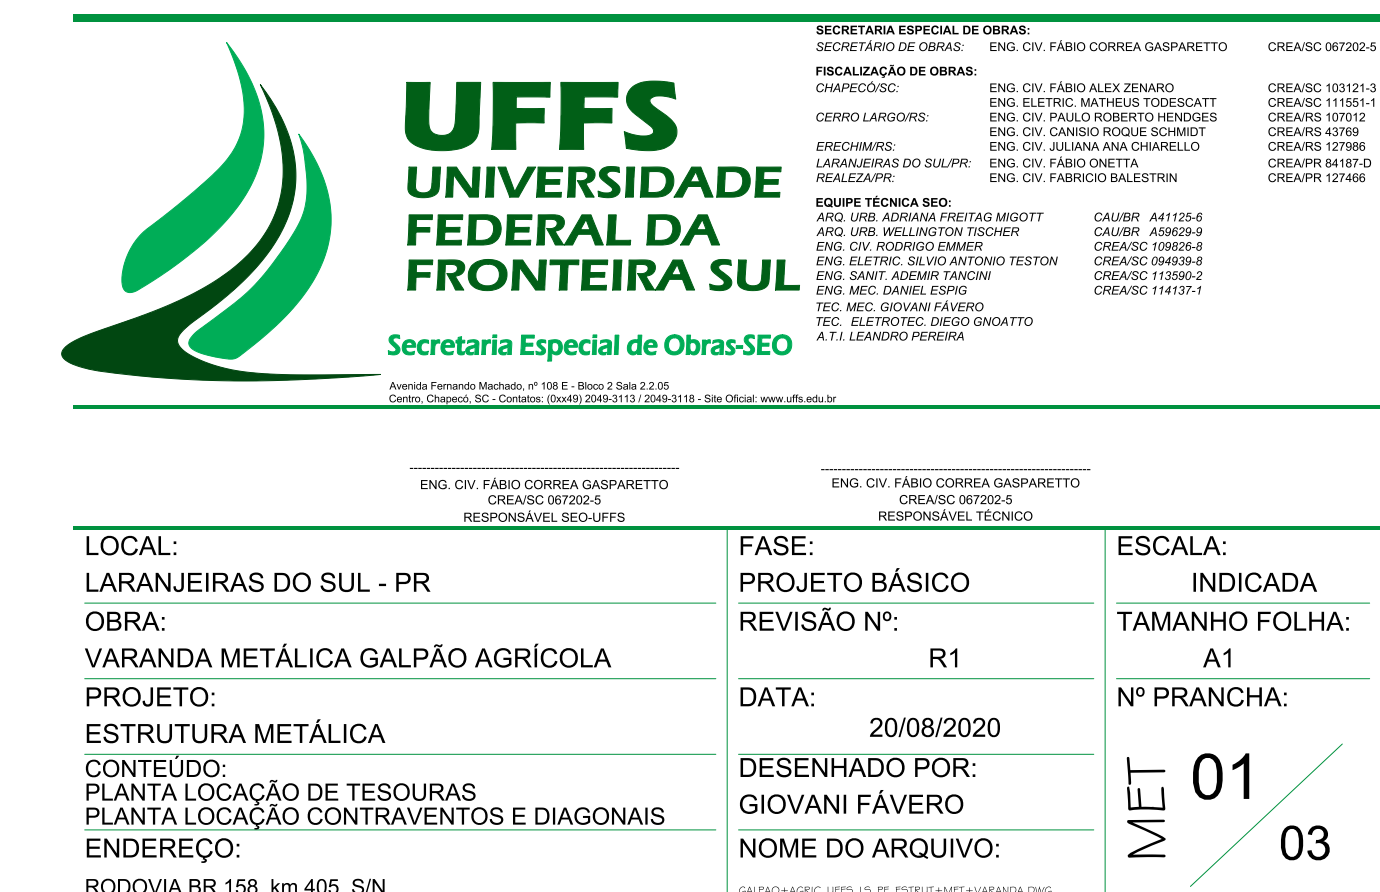 UFFS
UNIVERSIDADE
FEDERAL DA
FRONTEIRA SUL
Secretaria Especial de Obras-SEO
Avenida Fernando Machado, nº 108 E - Bloco 2 Sala 2.2.05
Centro, Chapecó, SC - Contatos: (0xx49) 2049-3113 / 2049-3118 - Site Oficial: www.uffs.edu.br
SECRETARIA ESPECIAL DE OBRAS:
SECRETÁRIO DE OBRAS: ENG. CIV. FÁBIO CORREA GASPARETTO CREA/SC 067202-5
FISCALIZAÇÃO DE OBRAS:
CHAPECÓ/SC: ENG. CIV. FÁBIO ALEX ZENARO CREA/SC 103121-3
ENG. ELETRIC. MATHEUS TODESCATT CREA/SC 111551-1
CERRO LARGO/RS: ENG. CIV. PAULO ROBERTO HENDGES CREA/RS 107012
ENG. CIV. CANISIO ROQUE SCHMIDT CREA/RS 43769
ERECHIM/RS: ENG. CIV. JULIANA ANA CHIARELLO CREA/RS 127986
LARANJEIRAS DO SUL/PR: ENG. CIV. FÁBIO ONETTA CREA/PR 84187-D
REALEZA/PR: ENG. CIV. FABRICIO BALESTRIN CREA/PR 127466
EQUIPE TÉCNICA SEO:
ARQ. URB. ADRIANA FREITAG MIGOTT CAU/BR A41125-6
ARQ. URB. WELLINGTON TISCHER CAU/BR A59629-9
ENG. CIV. RODRIGO EMMER CREA/SC 109826-8
ENG. ELETRIC. SILVIO ANTONIO TESTON CREA/SC 094939-8
ENG. SANIT. ADEMIR TANCINI CREA/SC 113590-2
ENG. MEC. DANIEL ESPIG CREA/SC 114137-1
TEC. MEC. GIOVANI FÁVERO
TEC. ELETROTEC. DIEGO GNOATTO
A.T.I. LEANDRO PEREIRA
ENG. CIV. FÁBIO CORREA GASPARETTO
CREA/SC 067202-5
RESPONSÁVEL SEO-UFFS
ENG. CIV. FÁBIO CORREA GASPARETTO
CREA/SC 067202-5
RESPONSÁVEL TÉCNICO
LOCAL:
LARANJEIRAS DO SUL - PR
OBRA:
VARANDA METÁLICA GALPÃO AGRÍCOLA
PROJETO:
ESTRUTURA METÁLICA
CONTEÚDO:
PLANTA LOCAÇÃO DE TESOURAS
PLANTA LOCAÇÃO CONTRAVENTOS E DIAGONAIS
ENDEREÇO:
RODOVIA BR 158, km 405, S/N
FASE:
PROJETO BÁSICO
REVISÃO Nº:
R1
DATA:
20/08/2020
DESENHADO POR:
GIOVANI FÁVERO
NOME DO ARQUIVO:
GALPAO+AGRIC_UFFS_LS_PE_ESTRUT+MET+VARANDA.DWG
ESCALA:
INDICADA
TAMANHO FOLHA:
A1
Nº PRANCHA:
MET
01
03